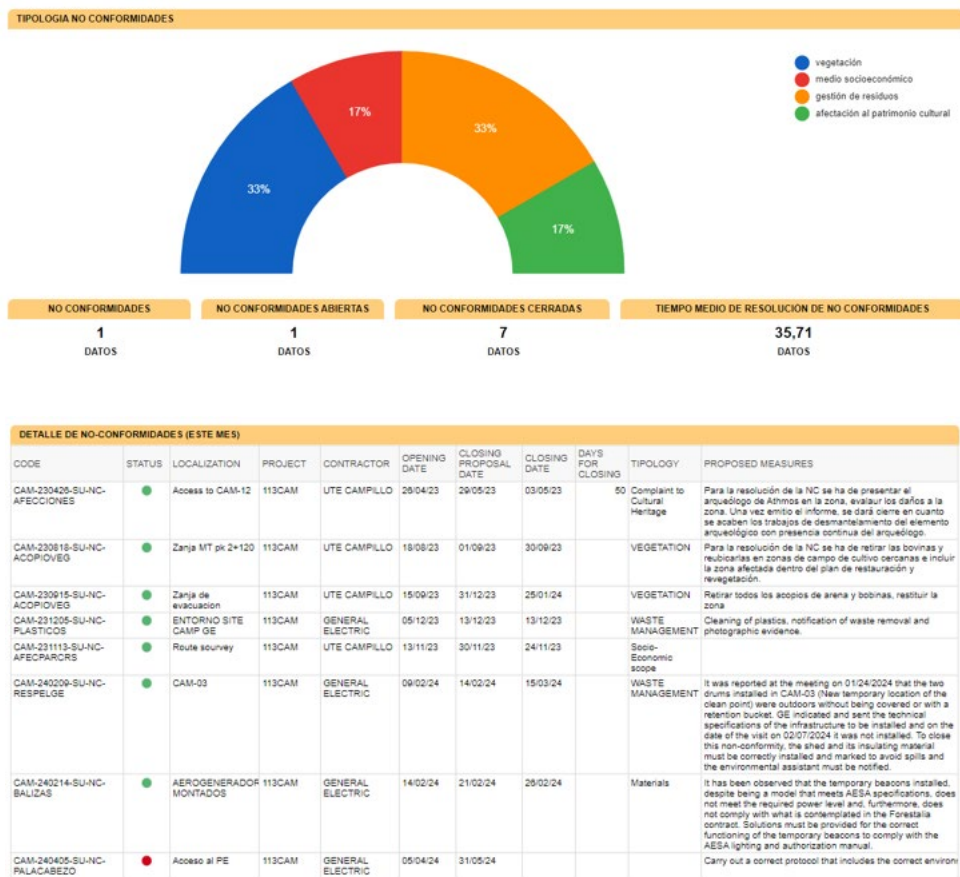 TIPOLOGIA NO CONFORMIDADES
vegetación
medio socioeconómico
gestión de residuos
afectación al patrimonio cultural
17%
33%
33%
17%
NO CONFORMIDADES
1
DATOS
NO CONFORMIDADES ABIERTAS
1
DATOS
NO CONFORMIDADES CERRADAS
7
DATOS
TIEMPO MEDIO DE RESOLUCIÓN DE NO CONFORMIDADES
35,71
DATOS
DETALLE DE NO-CONFORMIDADES (ESTE MES)
CODE STATUS LOCALIZATION PROJECT CONTRACTOR OPENING DATE CLOSING PROPOSAL DATE CLOSING DATE DAYS FOR CLOSING TIPOLOGY PROPOSED MEASURES
CAM-230426-SU-NC-AFECCIONES Access to CAM-12 113CAM UTE CAMPILLO 26/04/23 29/05/23 03/05/23 50 Complaint to Cultural Heritage
Para la resolución de la NC se ha de presentar el
arqueólogo de Athmos en la zona, evaluar los daños a la
zona. Una vez emitio el informe, se dará cierre en cuanto
se acaben los trabajos de desmantelamiento del elemento
arqueológico con presencia continua del arqueólogo.
CAM-230818-SU-NC-ACOPIOVEG Zanja MT pk 2+120 113CAM UTE CAMPILLO 18/08/23 01/09/23 30/09/23 VEGETATION
Para la resolución de la NC se ha de retirar las bovinas y
reubicarlas en zonas de campo de cultivo cercanas e incluir
la zona afectada dentro del plan de restauración y
revegetación.
CAM-230915-SU-NC-ACOPIOVEG Zanja de evacuacion 113CAM UTE CAMPILLO 15/09/23 31/12/23 25/01/24 VEGETATION
Retirar todos los acopios de arena y bobinas, restituir la
zona
CAM-231205-SU-NC-PLASTICOS ENTORNO SITE CAMP GE 113CAM GENERAL ELECTRIC 05/12/23 13/12/23 13/12/23 WASTE MANAGEMENT
Cleaning of plastics, notification of waste removal and
photographic evidence.
CAM-231113-SU-NC-AFECPARCRS Route sourvey 113CAM UTE CAMPILLO 13/11/23 30/11/23 24/11/23 Socio-Economic scope
CAM-240209-SU-NC-RESPELGE CAM-03 113CAM GENERAL ELECTRIC 09/02/24 14/02/24 15/03/24 WASTE MANAGEMENT
It was reported at the meeting on 01/24/2024 that the two
drums installed in CAM-03 (New temporary location of the
clean point) were outdoors without being covered or with a
retention bucket, GE indicated and sent the technical
specifications of the infrastructure to be installed and on the
date of the visit on 02/07/2024 it was not installed. To close
this non-conformity, the shed and its insulating material
must be correctly installed and marked to avoid spills and
the environmental assistant must be notified.
CAM-240214-SU-NC-BALIZAS AEROGENERADOR MONTADOS 113CAM GENERAL ELECTRIC 14/02/24 21/02/24 26/02/24 Materials
It has been observed that the temporary beacons installed,
despite being a model that meets AESA specifications, does
not meet the required power level and, furthermore, does
not comply with what is contemplated in the Forestalia
contract. Solutions must be provided for the correct
functioning of the temporary beacons to comply with the
AESA lighting and authorization manual.
CAM-240405-SU-NC-PALACABEZO Acceso al PE 113CAM GENERAL ELECTRIC 05/04/24 31/05/24
Carry out a correct protocol that includes the correct environ